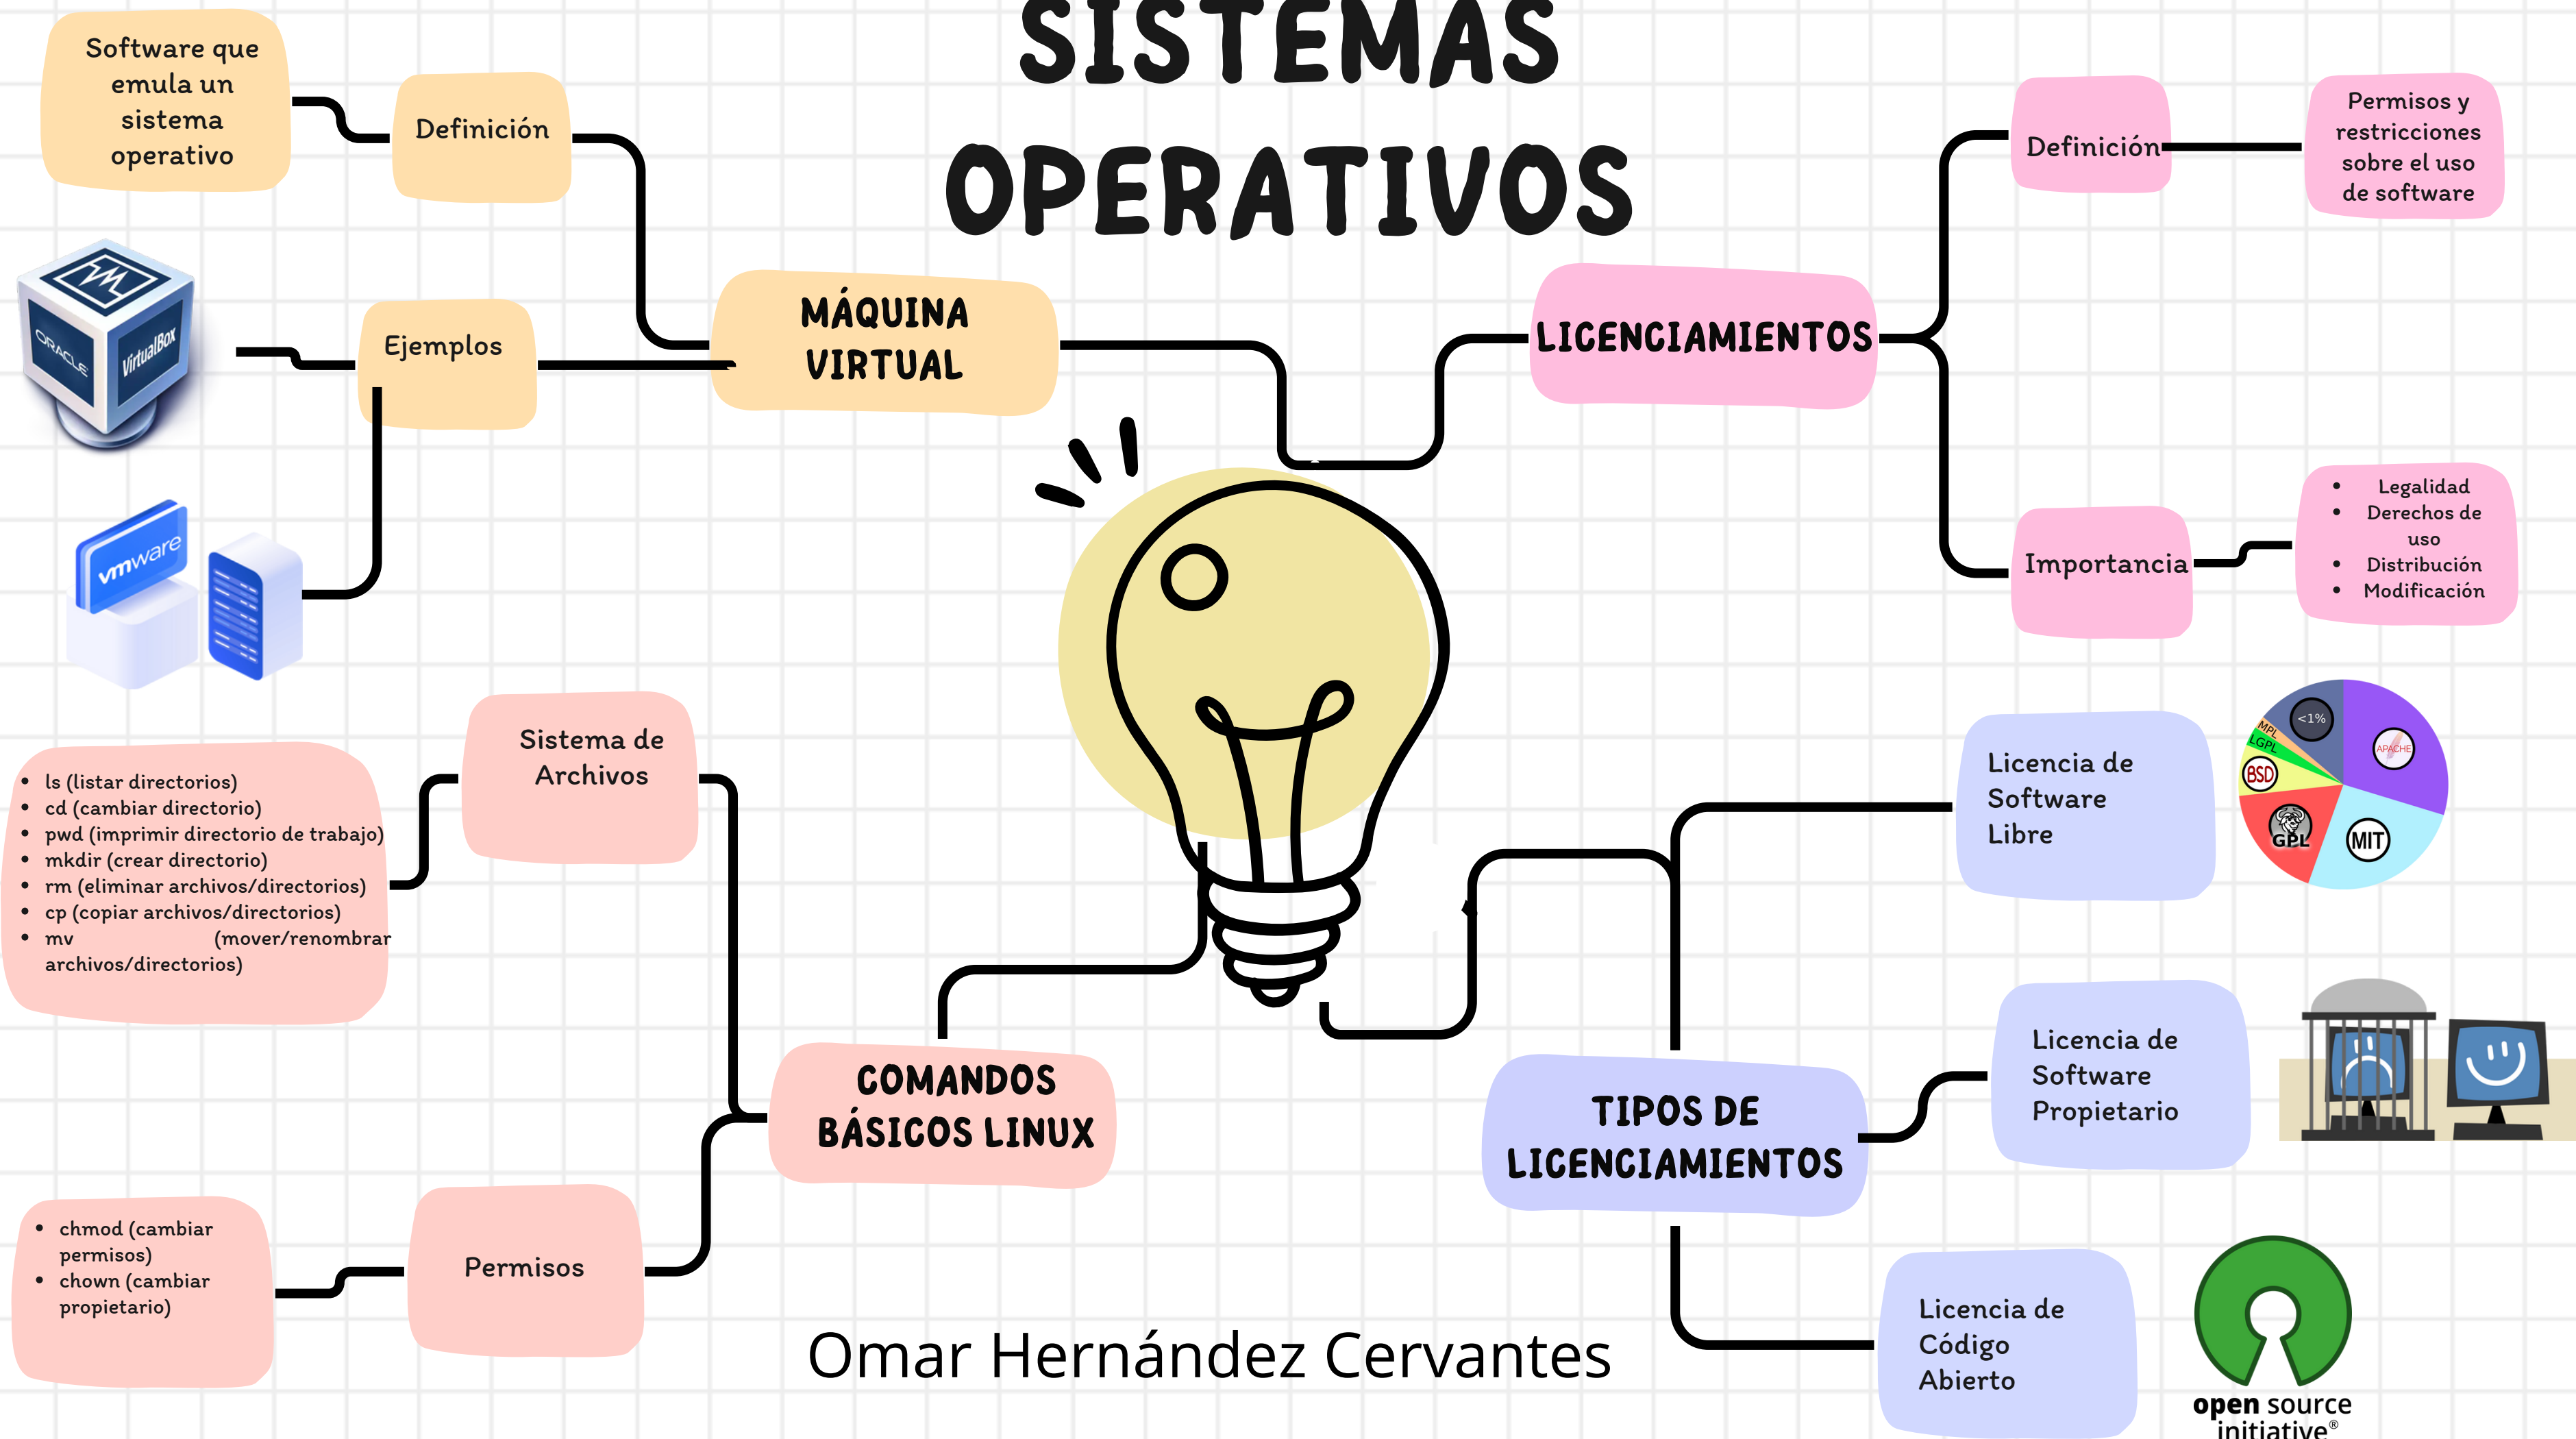 SISTEMAS
OPERATIVOS
Software que
emula un
sistema
operativo
Definición
ORACLE
VirtualBox
Ejemplos
vmware
MÁQUINA
VIRTUAL
LICENCIAMIENTOS
Definición
Permisos y
restricciones
sobre el uso
de software
Importancia
• Legalidad
• Derechos de
uso
• Distribución
• Modificación
Sistema de
Archivos
• ls (listar directorios)
• cd (cambiar directorio)
• pwd (imprimir directorio de trabajo)
• mkdir (crear directorio)
• rm (eliminar archivos/directorios)
• cp (copiar archivos/directorios)
• mv (mover/renombrar
archivos/directorios)
COMANDOS
BÁSICOS LINUX
Permisos
• chmod (cambiar
permisos)
• chown (cambiar
propietario)
TIPOS DE
LICENCIAMIENTOS
Licencia de
Software
Libre
<1%
MPL
LGPL
BSD
GPL
MIT
APACHE
Licencia de
Software
Propietario
Licencia de
Código
Abierto
open source
initiative®
Omar Hernández Cervantes